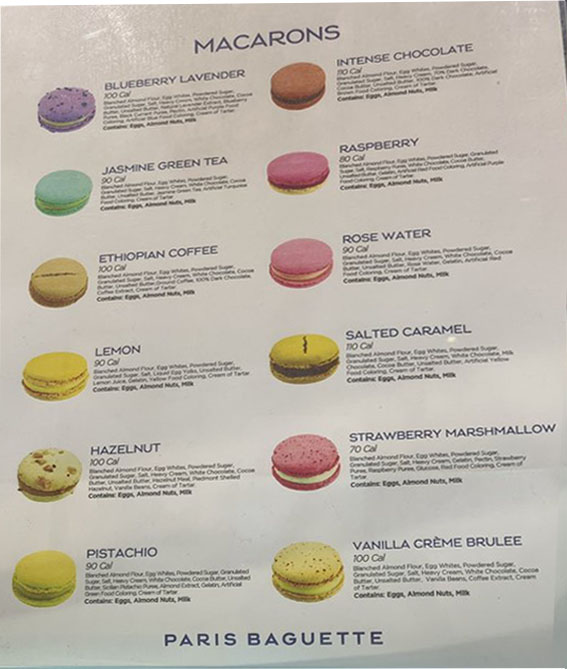 MACARONS
BLUEBERRY LAVENDER
100 Cal
Blanched Almond Flour, Egg Whites, Powdered Sugar,
Granulated Sugar, Salt, Heavy Cream, White Chocolate, Cocoa
Butter, Unsalted Butter, Natural Lavender Extract, Blueberry
Puree, Black Currant Puree, Pectin, Artificial Purple Food
Coloring, Artificial Blue Food Coloring, Cream of Tartar
Contains: Eggs, Almond Nuts, Milk
JASMINE GREEN TEA
90 Cal
Blanched Almond Flour, Egg Whites, Powdered Sugar,
Granulated Sugar, Salt, Heavy Cream, White Chocolate, Cocoa
Butter, Unsalted Butter, Jasmine Green Tea, Artificial Turquoise
Food Coloring, Cream of Tartar
Contains: Eggs, Almond Nuts, Milk
ETHIOPIAN COFFEE
100 Cal
Blanched Almond Flour, Egg Whites, Powdered Sugar,
Granulated Sugar, Salt, Heavy Cream, White Chocolate, Cocoa
Butter, Unsalted Butter, Ground Coffee, 100% Dark Chocolate,
Coffee Extract, Cream of Tartar
Contains: Eggs, Almond Nuts, Milk
LEMON
90 Cal
Blanched Almond Flour, Egg Whites, Powdered Sugar,
Granulated Sugar, Salt, Liquid Egg Yolks, Unsalted Butter,
Lemon Juice, Gelatin, Yellow Food Coloring, Cream of Tartar
Contains: Eggs, Almond Nuts, Milk
HAZELNUT
100 Cal
Blanched Almond Flour, Egg Whites, Powdered Sugar,
Granulated Sugar, Salt, Heavy Cream, White Chocolate, Cocoa
Butter, Unsalted Butter, Hazelnut Meal, Piedmont Shelled
Hazelnut, Vanilla Beans, Cream of Tartar
Contains: Eggs, Almond Nuts, Milk
PISTACHIO
90 Cal
Blanched Almond Flour, Egg Whites, Powdered Sugar, Granulated
Sugar, Salt, Heavy Cream, White Chocolate, Cocoa Butter, Unsalted
Butter, Sicilian Pistachio Puree, Almond Extract, Gelatin, Artificial
Green Food Coloring, Cream of Tartar
Contains: Eggs, Almond Nuts, Milk
INTENSE CHOCOLATE
110 Cal
Blanched Almond Flour, Egg Whites, Powdered Sugar,
Granulated Sugar, Salt, Heavy Cream, 70% Dark Chocolate,
Cocoa Butter, Unsalted Butter, 100% Dark Chocolate, Artificial
Brown Food Coloring, Cream of Tartar
Contains: Eggs, Almond Nuts, Milk
RASPBERRY
80 Cal
Blanched Almond Flour, Egg Whites, Powdered Sugar, Granulated
Sugar, Salt, Raspberry Puree, White Chocolate, Cocoa Butter,
Unsalted Butter, Gelatin, Artificial Red Food Coloring, Artificial Purple
Food Coloring, Cream of Tartar
Contains: Eggs, Almond Nuts, Milk
ROSE WATER
90 Cal
Blanched Almond Flour, Egg Whites, Powdered Sugar,
Granulated Sugar, Salt, Heavy Cream, White Chocolate, Cocoa
Butter, Unsalted Butter, Rose Water, Gelatin, Artificial Red
Food Coloring, Cream of Tartar
Contains: Eggs, Almond Nuts, Milk
SALTED CARAMEL
110 Cal
Blanched Almond Flour, Egg Whites, Powdered Sugar,
Granulated Sugar, Salt, Heavy Cream, White Chocolate, Milk
Chocolate, Cocoa Butter, Unsalted Butter, Artificial Yellow
Food Coloring, Cream of Tartar
Contains: Eggs, Almond Nuts, Milk
STRAWBERRY MARSHMALLOW
70 Cal
Blanched Almond Flour, Egg Whites, Powdered Sugar,
Granulated Sugar, Salt, Heavy Cream, Gelatin, Pectin, Strawberry
Puree, Raspberry Puree, Glucose, Red Food Coloring, Cream of
Tartar
Contains: Eggs, Almond Nuts, Milk
VANILLA CRÈME BRULEE
100 Cal
Blanched Almond Flour, Egg Whites, Powdered Sugar,
Granulated Sugar, Salt, Heavy Cream, White Chocolate, Cocoa
Butter, Unsalted Butter, Vanilla Beans, Coffee Extract, Cream
of Tartar
Contains: Eggs, Almond Nuts, Milk
PARIS BAGUETTE